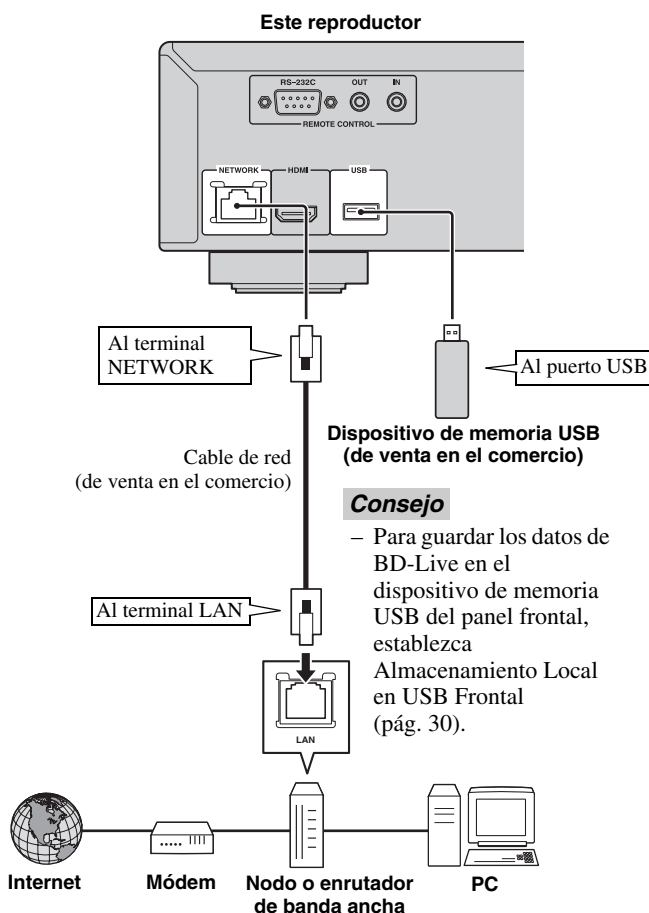 Este reproductor
RS-232C
OUT
IN
REMOTE CONTROL
NETWORK
HDMI
USB
Al terminal
NETWORK
Al puerto USB
Dispositivo de memoria USB
(de venta en el comercio)
Cable de red
(de venta en el comercio)
Consejo
– Para guardar los datos de
BD-Live en el
dispositivo de memoria
USB del panel frontal,
establezca
Almacenamiento Local
en USB Frontal
(pág. 30).
Al terminal LAN
LAN
Internet
Módem
Nodo o enrutador
de banda ancha
PC